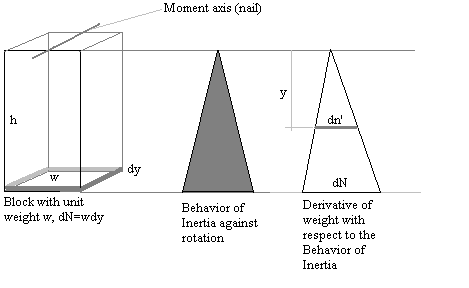 Moment axis (nail)
h
y
dn'
w
dy
dN
Block with unit
weight w, dN=wdy
Behavior of
Inertia against
rotation
Derivative of
weight with
respect to the
Behavior of
Inertia